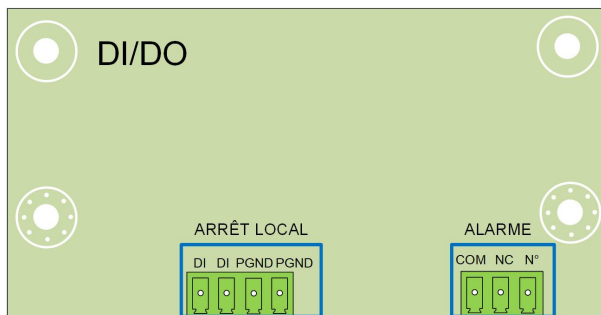 DI/DO
ARRÊT LOCAL
ALARME
DI DI PGND PGND
COM NC N°